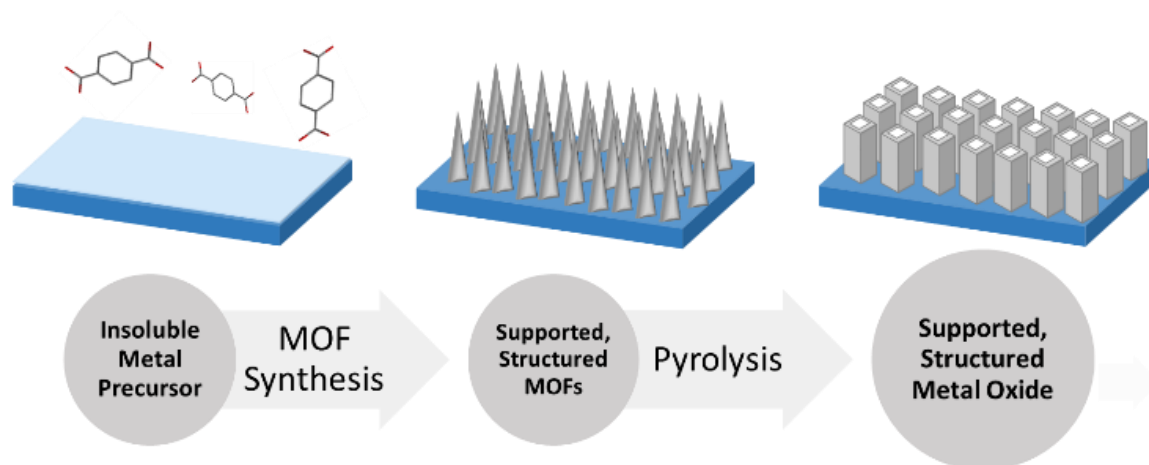 Insoluble
Metal
Precursor
MOF
Synthesis
Supported,
Structured
MOFs
Pyrolysis
Supported,
Structured
Metal Oxide